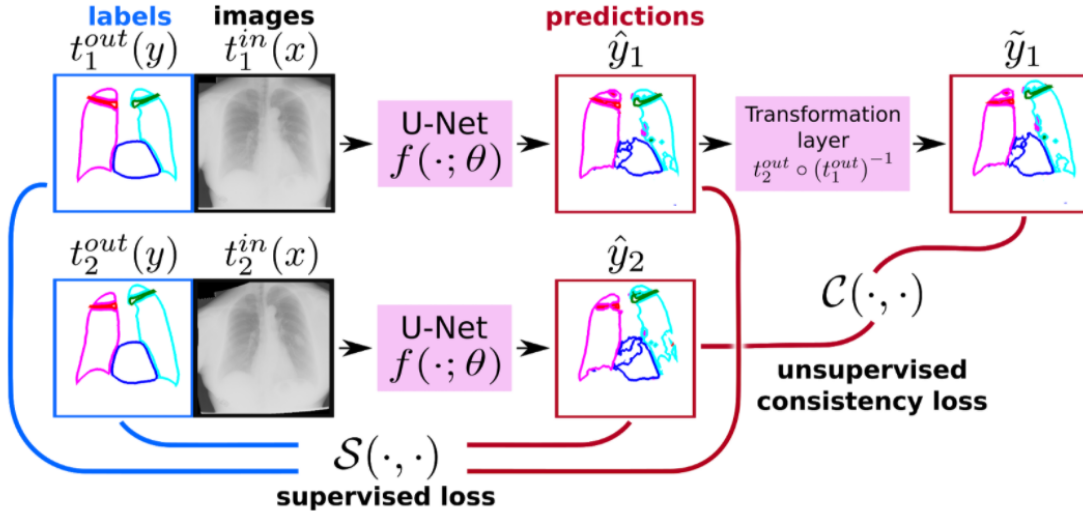 labels images predictions
t_1^{out}(y) t_1^{in}(x) ŷ_1 ỹ_1
U-Net
f(·; θ)
Transformation
layer
t_2^{out} ∘ (t_1^{out})^{-1}
t_2^{out}(y) t_2^{in}(x) ŷ_2
U-Net
f(·; θ)
C(·, ·)
unsupervised
consistency loss
S(·, ·)
supervised loss